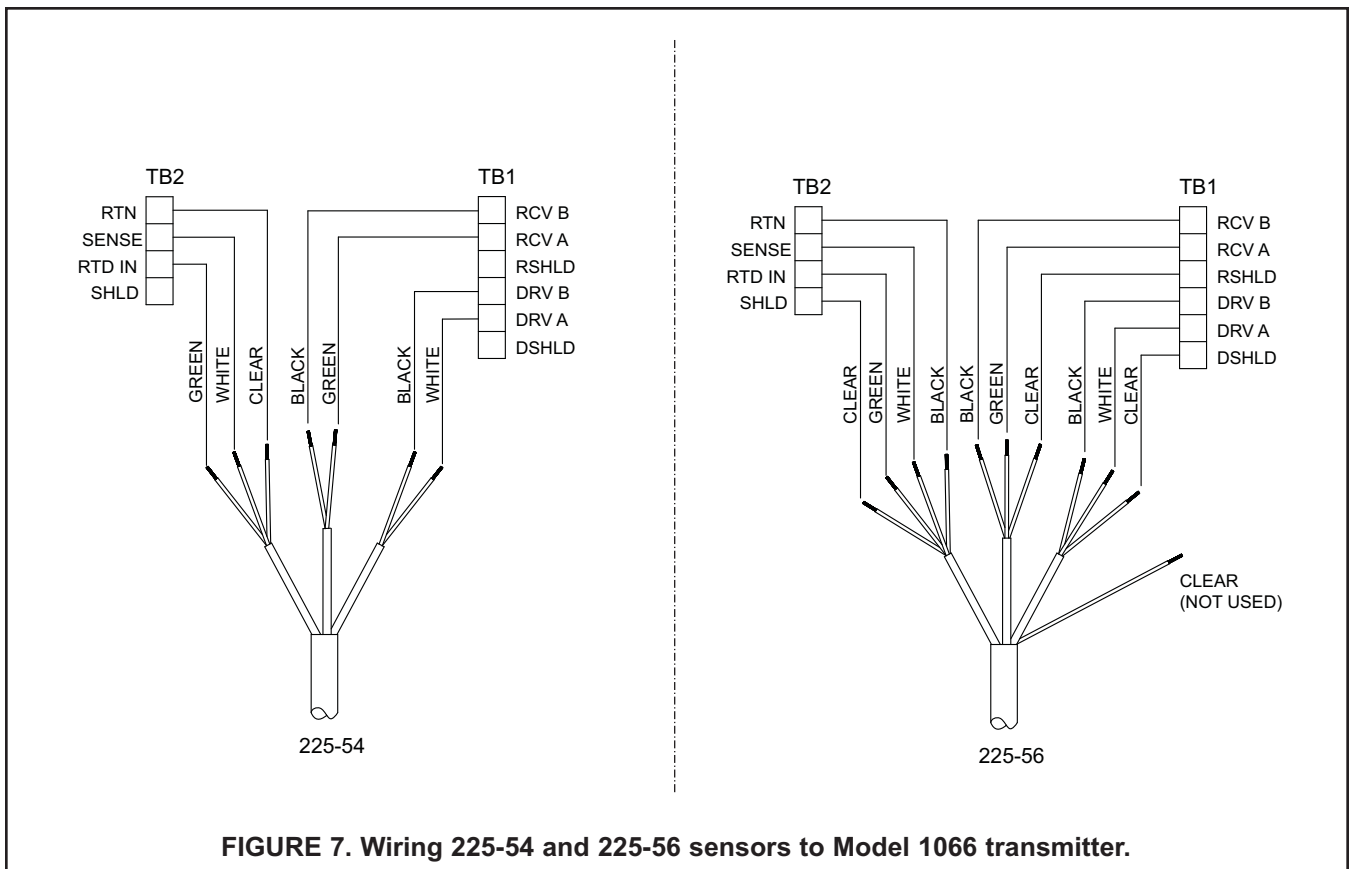 TB2
RTN
SENSE
RTD IN
SHLD
TB1
RCV B
RCV A
RSHLD
DRV B
DRV A
DSHLD
GREEN
WHITE
CLEAR
BLACK
GREEN
BLACK
WHITE
225-54
TB2
RTN
SENSE
RTD IN
SHLD
TB1
RCV B
RCV A
RSHLD
DRV B
DRV A
DSHLD
CLEAR
GREEN
WHITE
BLACK
BLACK
GREEN
CLEAR
BLACK
WHITE
CLEAR
CLEAR
(NOT USED)
225-56
FIGURE 7. Wiring 225-54 and 225-56 sensors to Model 1066 transmitter.